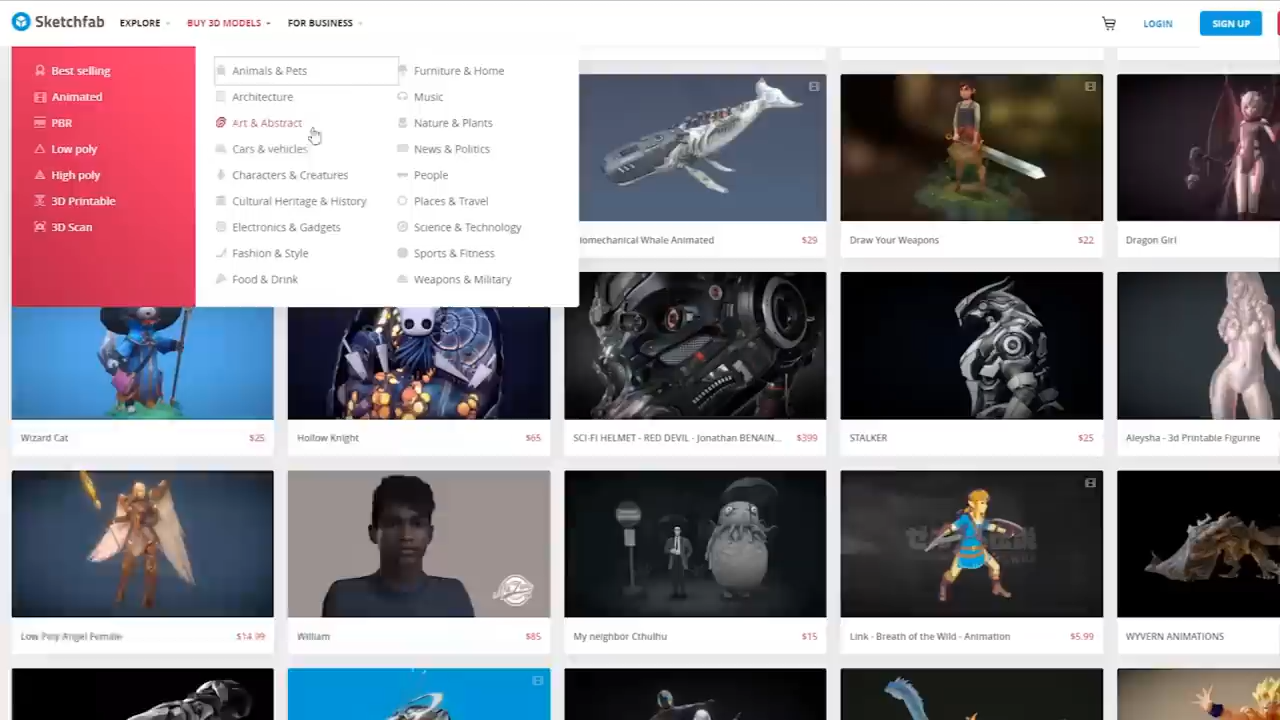 Sketchfab EXPLORE BUY 3D MODELS FOR BUSINESS LOGIN SIGN UP
Best selling
Animated
PBR
Low poly
High poly
3D Printable
3D Scan
Animals & Pets
Architecture
Art & Abstract
Cars & vehicles
Characters & Creatures
Cultural Heritage & History
Electronics & Gadgets
Fashion & Style
Food & Drink
Furniture & Home
Music
Nature & Plants
News & Politics
People
Places & Travel
Science & Technology
Sports & Fitness
Weapons & Military
iomechanical Whale Animated $29
Draw Your Weapons $22
Dragon Girl
Wizard Cat $25
Hollow Knight $65
SCI-FI HELMET - RED DEVIL - Jonathan BENAIN... $399
STALKER $25
Aleysha - 3d Printable Figurine
Low Poly Angel Female $14.99
William $85
My neighbor Cthulhu $15
Link - Breath of the Wild - Animation $5.99
WYVERN ANIMATIONS